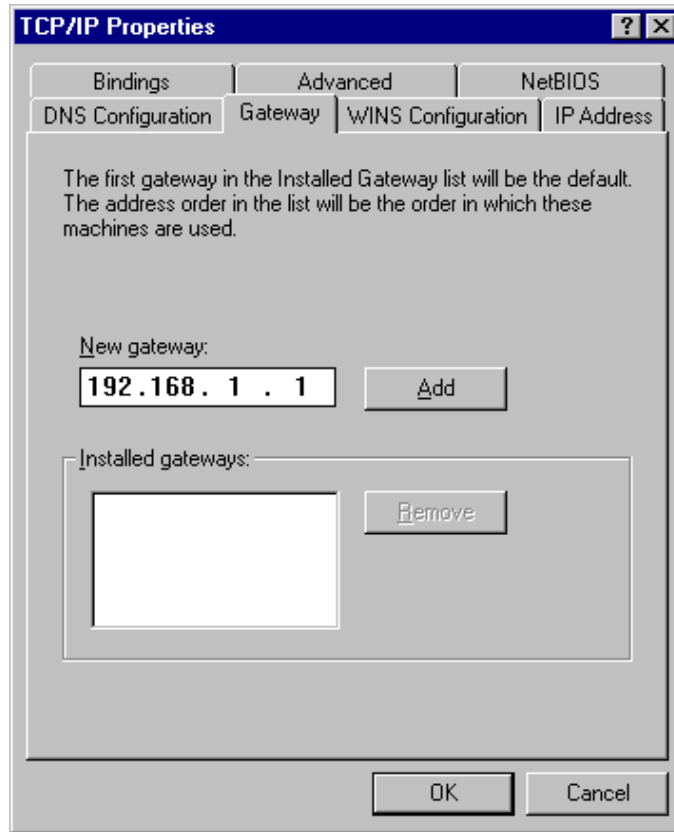 TCP/IP Properties
Bindings Advanced NetBIOS
DNS Configuration Gateway WINS Configuration IP Address
The first gateway in the Installed Gateway list will be the default.
The address order in the list will be the order in which these
machines are used.
New gateway:
192.168. 1 . 1 Add
Installed gateways:
Remove
OK Cancel